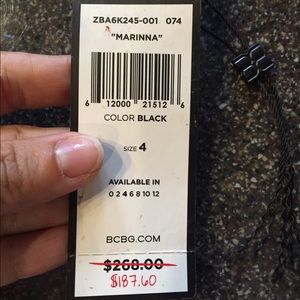 ZBA6K245-001 074
"MARINNA"
6 12000 21512 6
COLOR BLACK
SIZE 4
AVAILABLE IN
0 2 4 6 8 10 12
BCBG.COM
$268.00
$187.60